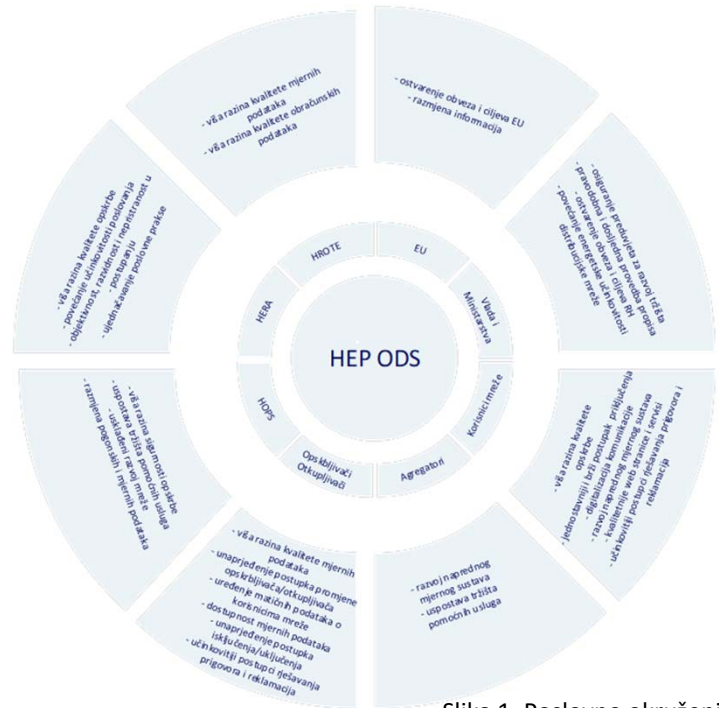 - viša razina kvalitete mjernih
podataka
- viša razina kvalitete obračunskih
podataka
- ostvarenje obveza i ciljeva EU
- razmjena informacija
- osiguranje preduvjeta za razvoj tržišta
- pravodobna i dosljedna provedba propisa
- ostvarenje obveza i ciljeva RH
- povećanje energetske učinkovitosti
distribucijske mreže
- viša razina kvalitete
opskrbe
- jednostavniji i brži postupak priključenja
- digitalizacija komunikacije
- razvoj naprednog mjernog sustava
- kvalitetnije web stranice i servisi
- učinkovitiji postupci rješavanja prigovora i
reklamacija
- razvoj naprednog
mjernog sustava
- uspostava tržišta
pomoćnih usluga
- viša razina kvalitete mjernih
podataka
- unaprjeđenje postupka promjene
opskrbljivača/otkupljivača
- uređenje matičnih podataka o
korisnicima mreže
- dostupnost mjernih podataka
- unaprjeđenje postupka
isključenja/uključenja
- učinkovitiji postupci rješavanja
prigovora i reklamacija
- viša razina sigurnosti opskrbe
- uspostava tržišta pomoćnih usluga
- usklađeni razvoj mreže
- razmjena pogonskih i mjernih podataka
- viša razina kvalitete opskrbe
- povećanje učinkovitosti poslovanja
- objektivnost, razvidnost i nepristranost u
- postupanju
- ujednačavanje poslovne prakse
HROTE
EU
Vlada i
Ministarstva
Korisnici mreže
Agregatori
Opskbljivači
Otkupljivači
HOPS
HERA
HEP ODS